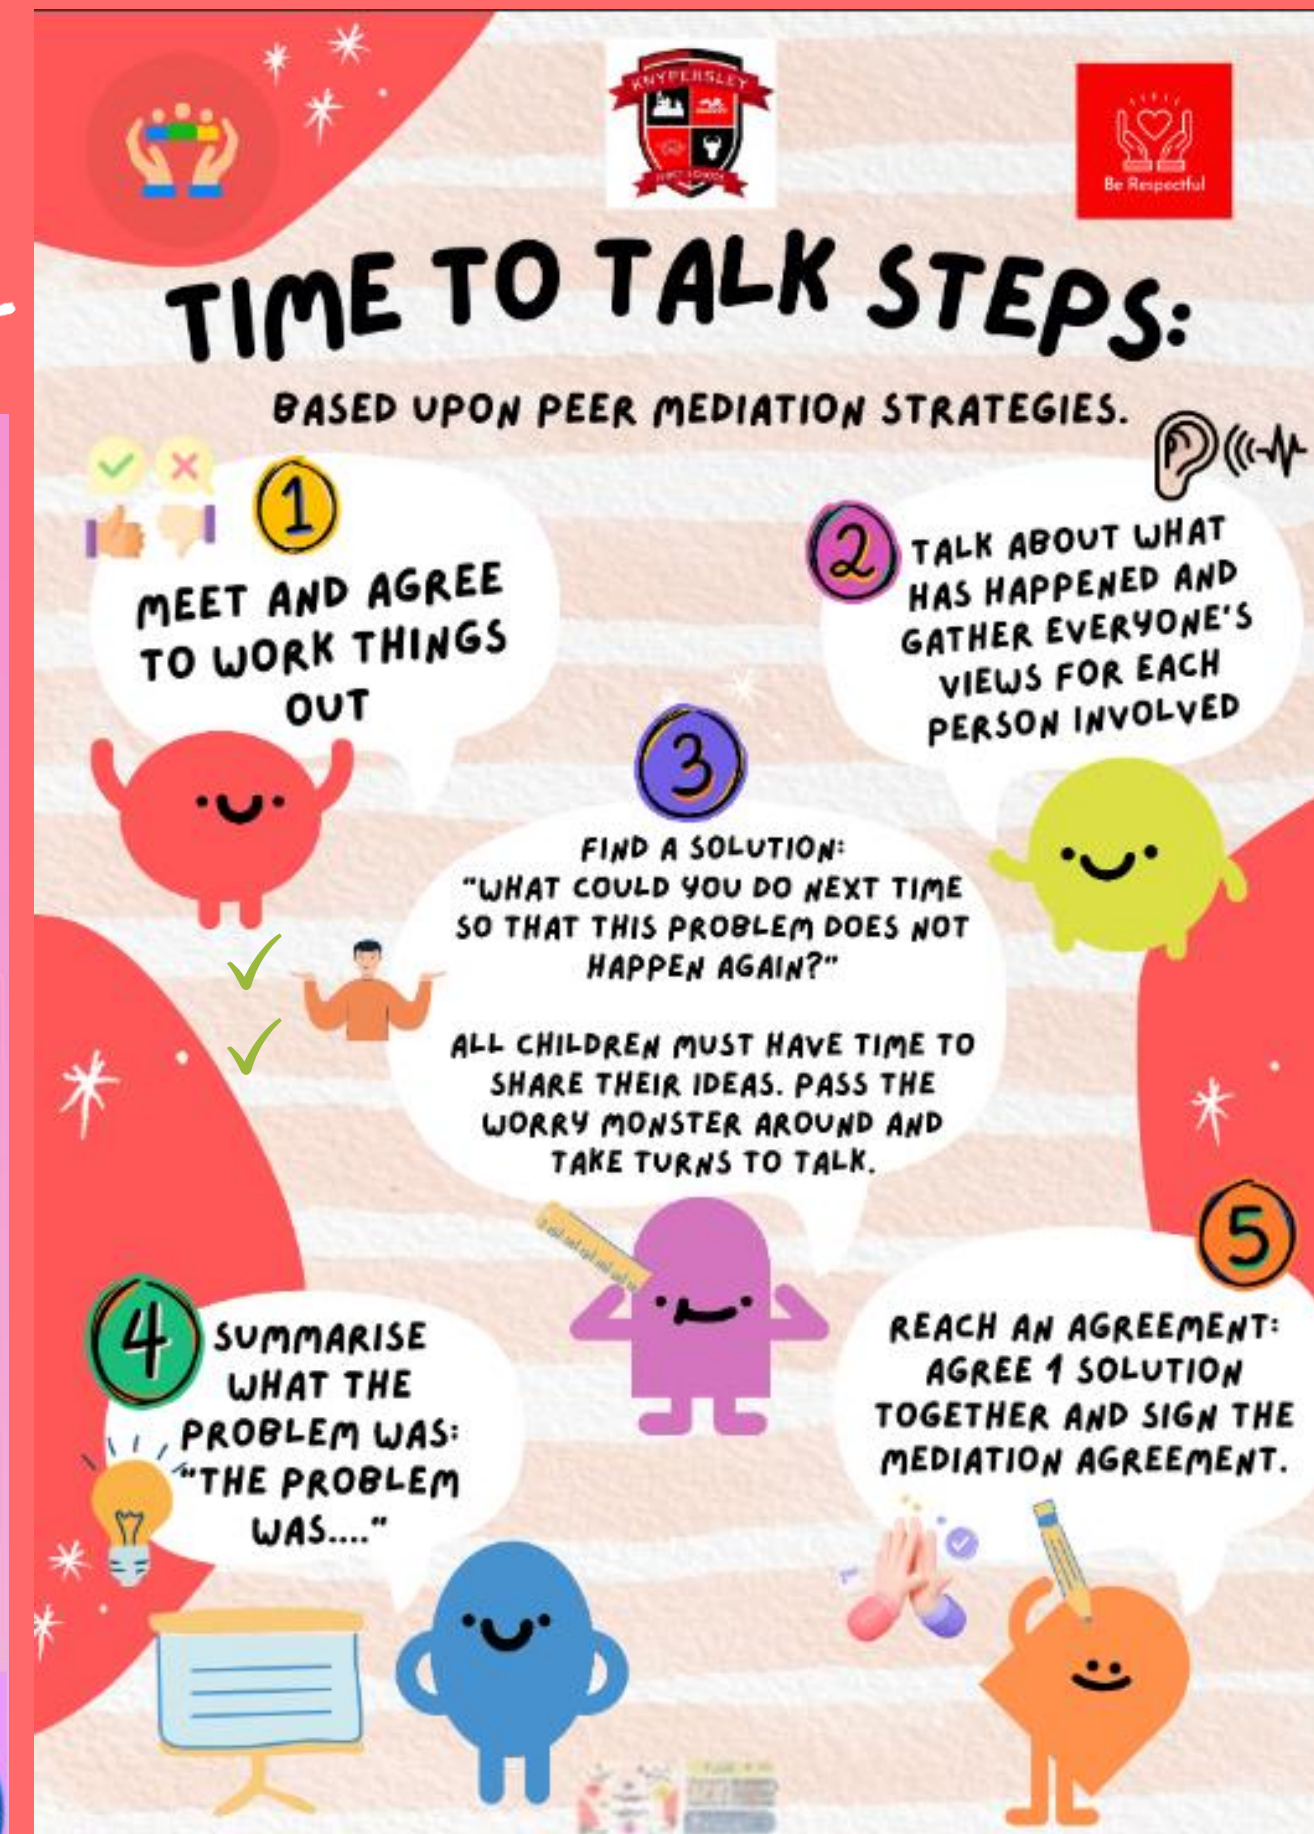 KNYPERSLEY
FIRST SCHOOL
Be Respectful
TIME TO TALK STEPS:
BASED UPON PEER MEDIATION STRATEGIES.
1
MEET AND AGREE
TO WORK THINGS
OUT
2
TALK ABOUT WHAT
HAS HAPPENED AND
GATHER EVERYONE'S
VIEWS FOR EACH
PERSON INVOLVED
3
FIND A SOLUTION:
"WHAT COULD YOU DO NEXT TIME
SO THAT THIS PROBLEM DOES NOT
HAPPEN AGAIN?"
ALL CHILDREN MUST HAVE TIME TO
SHARE THEIR IDEAS. PASS THE
WORRY MONSTER AROUND AND
TAKE TURNS TO TALK.
4
SUMMARISE
WHAT THE
PROBLEM WAS:
"THE PROBLEM
WAS...."
5
REACH AN AGREEMENT:
AGREE 1 SOLUTION
TOGETHER AND SIGN THE
MEDIATION AGREEMENT.